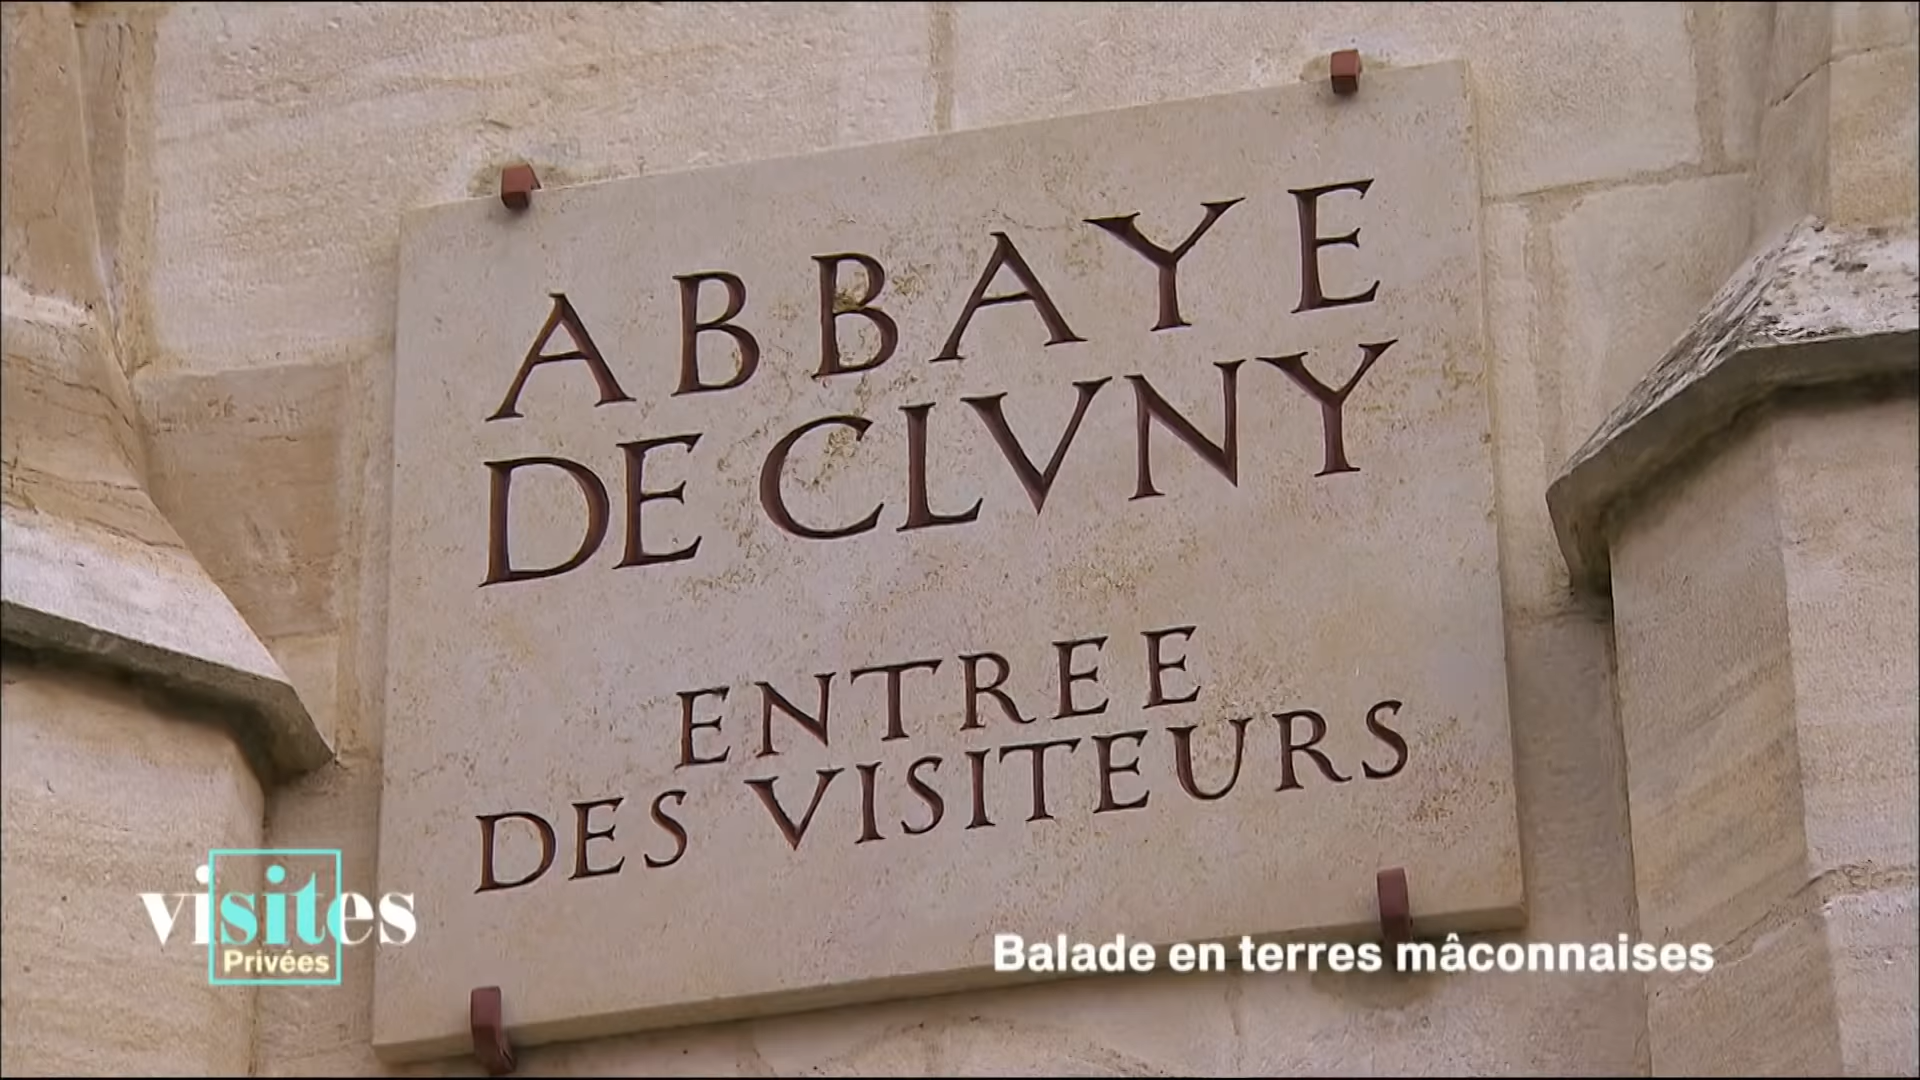 ABBAYE
DE CLVNY
ENTREE
DES VISITEURS
visites
Privées
Balade en terres mâconnaises